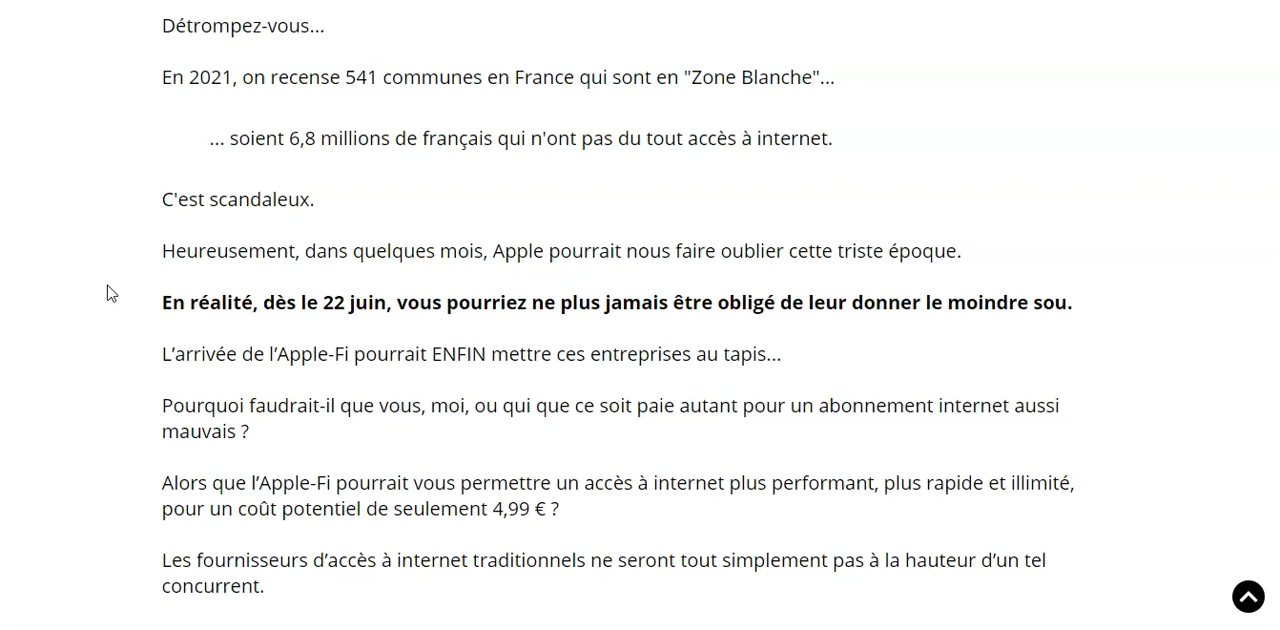 Détrompez-vous...
En 2021, on recense 541 communes en France qui sont en "Zone Blanche"...
... soient 6,8 millions de français qui n'ont pas du tout accès à internet.
C'est scandaleux.
Heureusement, dans quelques mois, Apple pourrait nous faire oublier cette triste époque.
En réalité, dès le 22 juin, vous pourriez ne plus jamais être obligé de leur donner le moindre sou.
L’arrivée de l’Apple-Fi pourrait ENFIN mettre ces entreprises au tapis...
Pourquoi faudrait-il que vous, moi, ou qui que ce soit paie autant pour un abonnement internet aussi
mauvais ?
Alors que l’Apple-Fi pourrait vous permettre un accès à internet plus performant, plus rapide et illimité,
pour un coût potentiel de seulement 4,99 € ?
Les fournisseurs d’accès à internet traditionnels ne seront tout simplement pas à la hauteur d’un tel
concurrent.